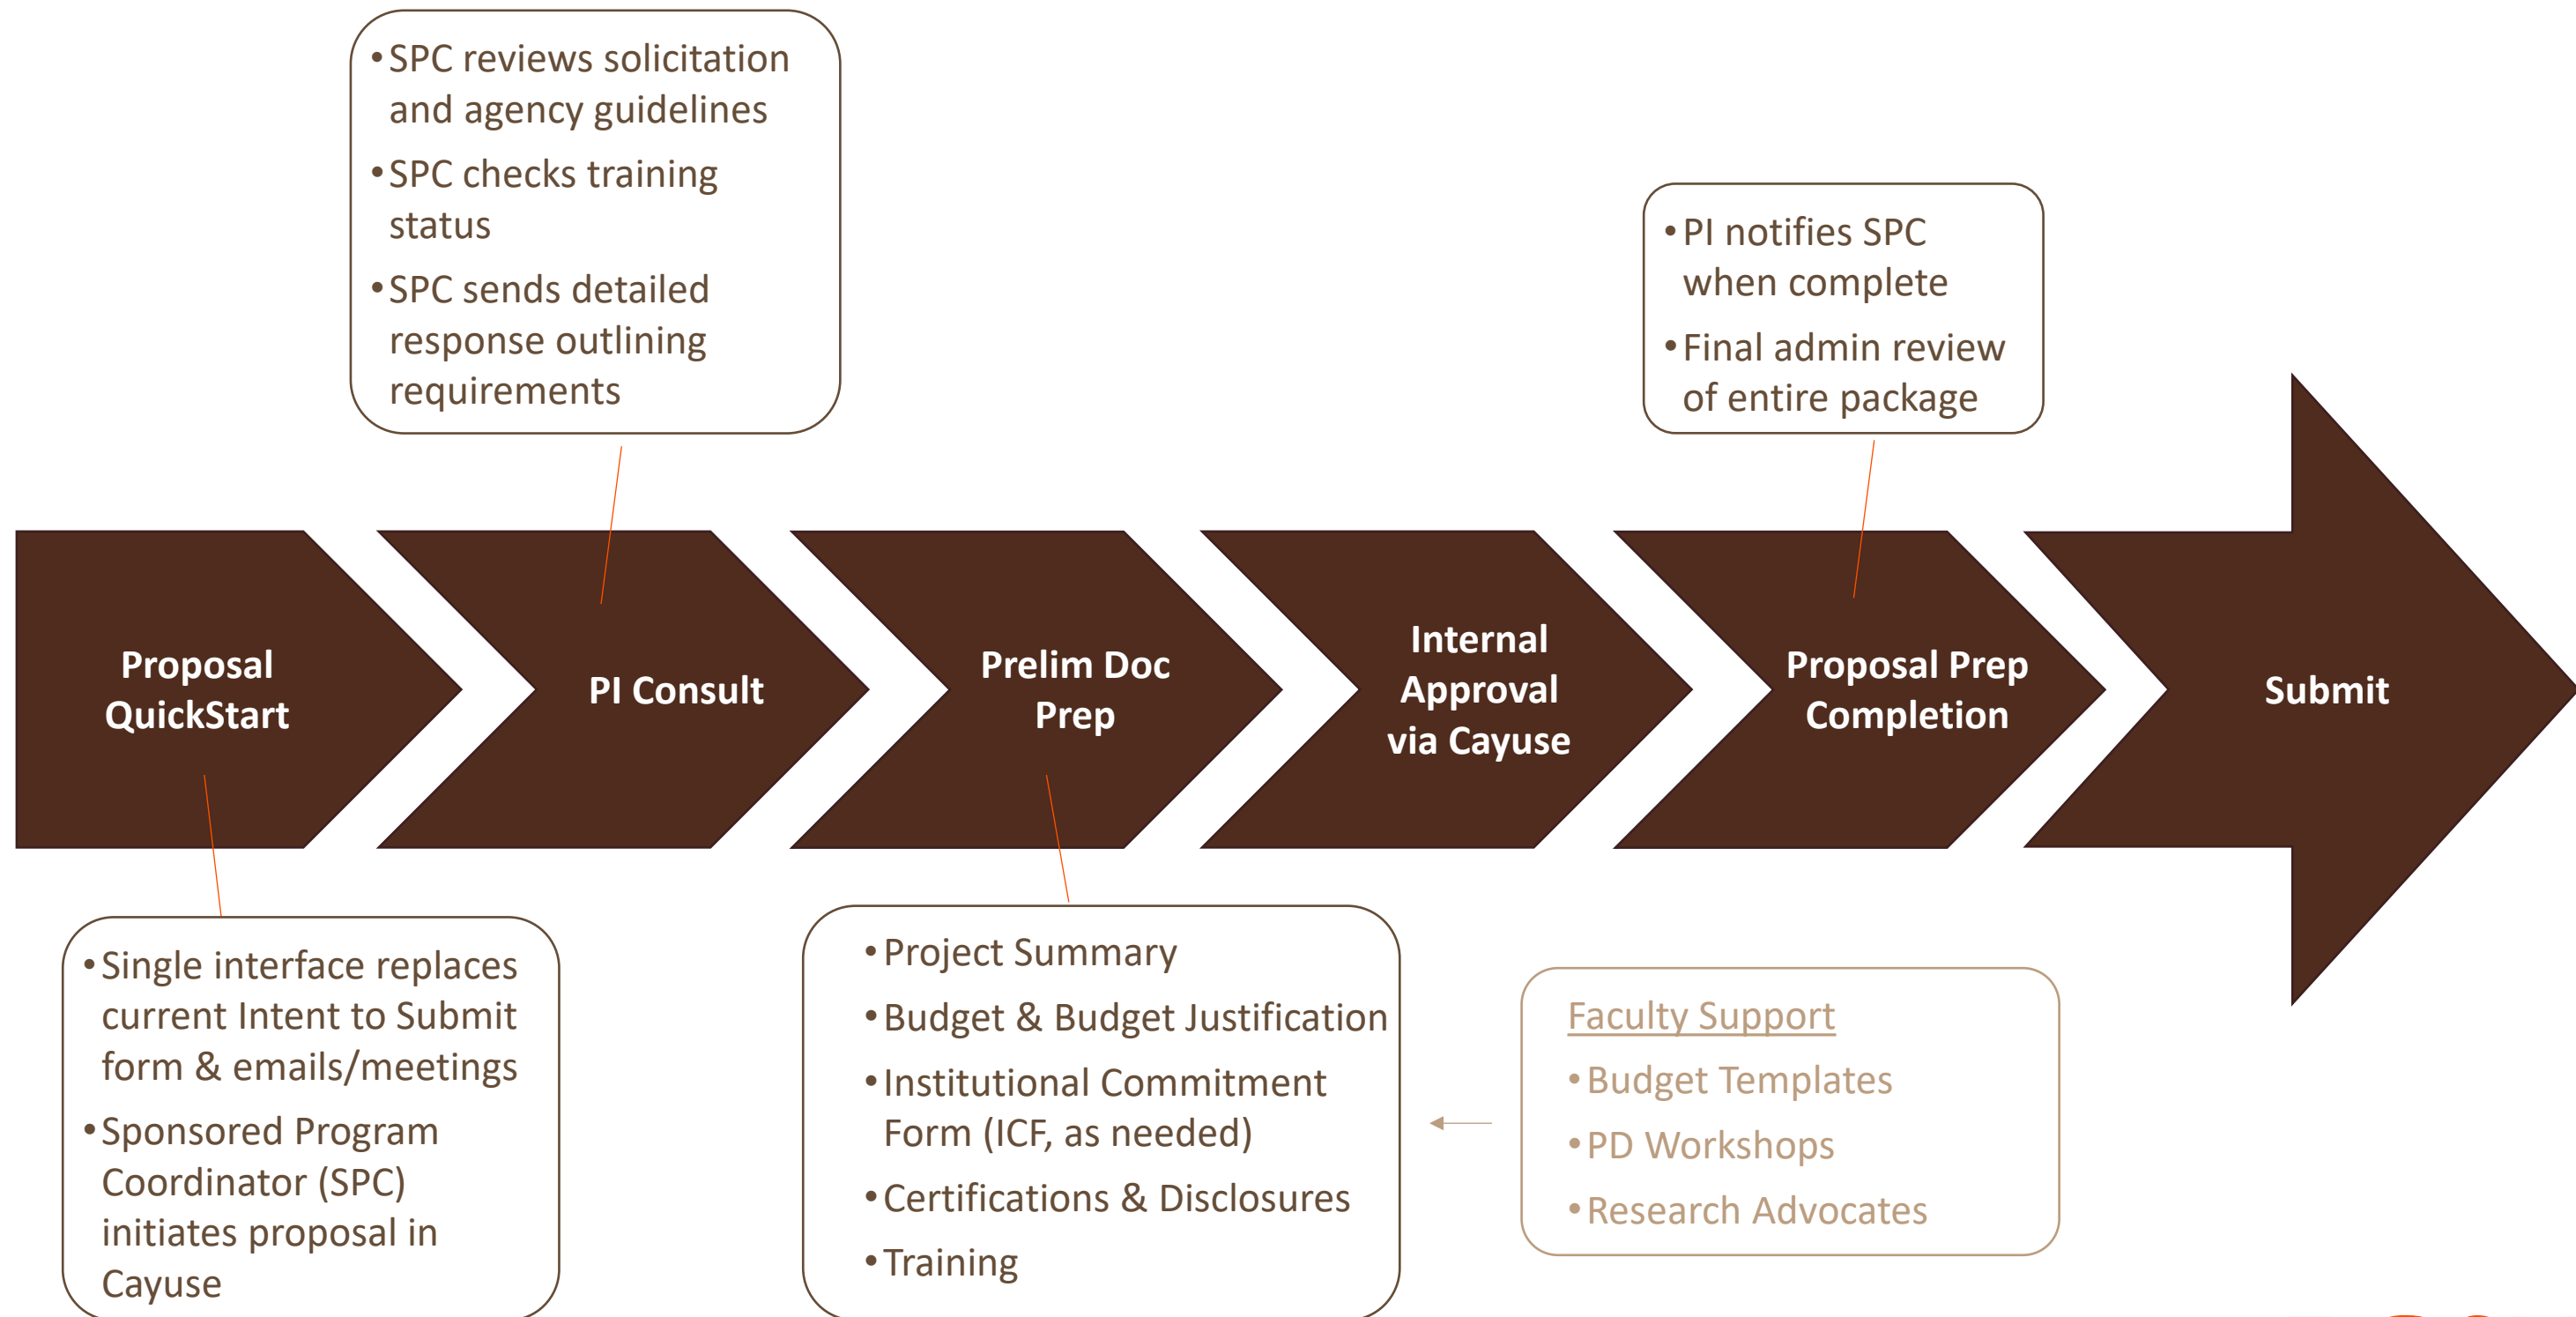 • SPC reviews solicitation
and agency guidelines
• SPC checks training
status
• SPC sends detailed
response outlining
requirements
• PI notifies SPC
when complete
• Final admin review
of entire package
Proposal
QuickStart
PI Consult
Prelim Doc
Prep
Internal
Approval
via Cayuse
Proposal Prep
Completion
Submit
• Single interface replaces
current Intent to Submit
form & emails/meetings
• Sponsored Program
Coordinator (SPC)
initiates proposal in
Cayuse
• Project Summary
• Budget & Budget Justification
• Institutional Commitment
Form (ICF, as needed)
• Certifications & Disclosures
• Training
Faculty Support
• Budget Templates
• PD Workshops
• Research Advocates